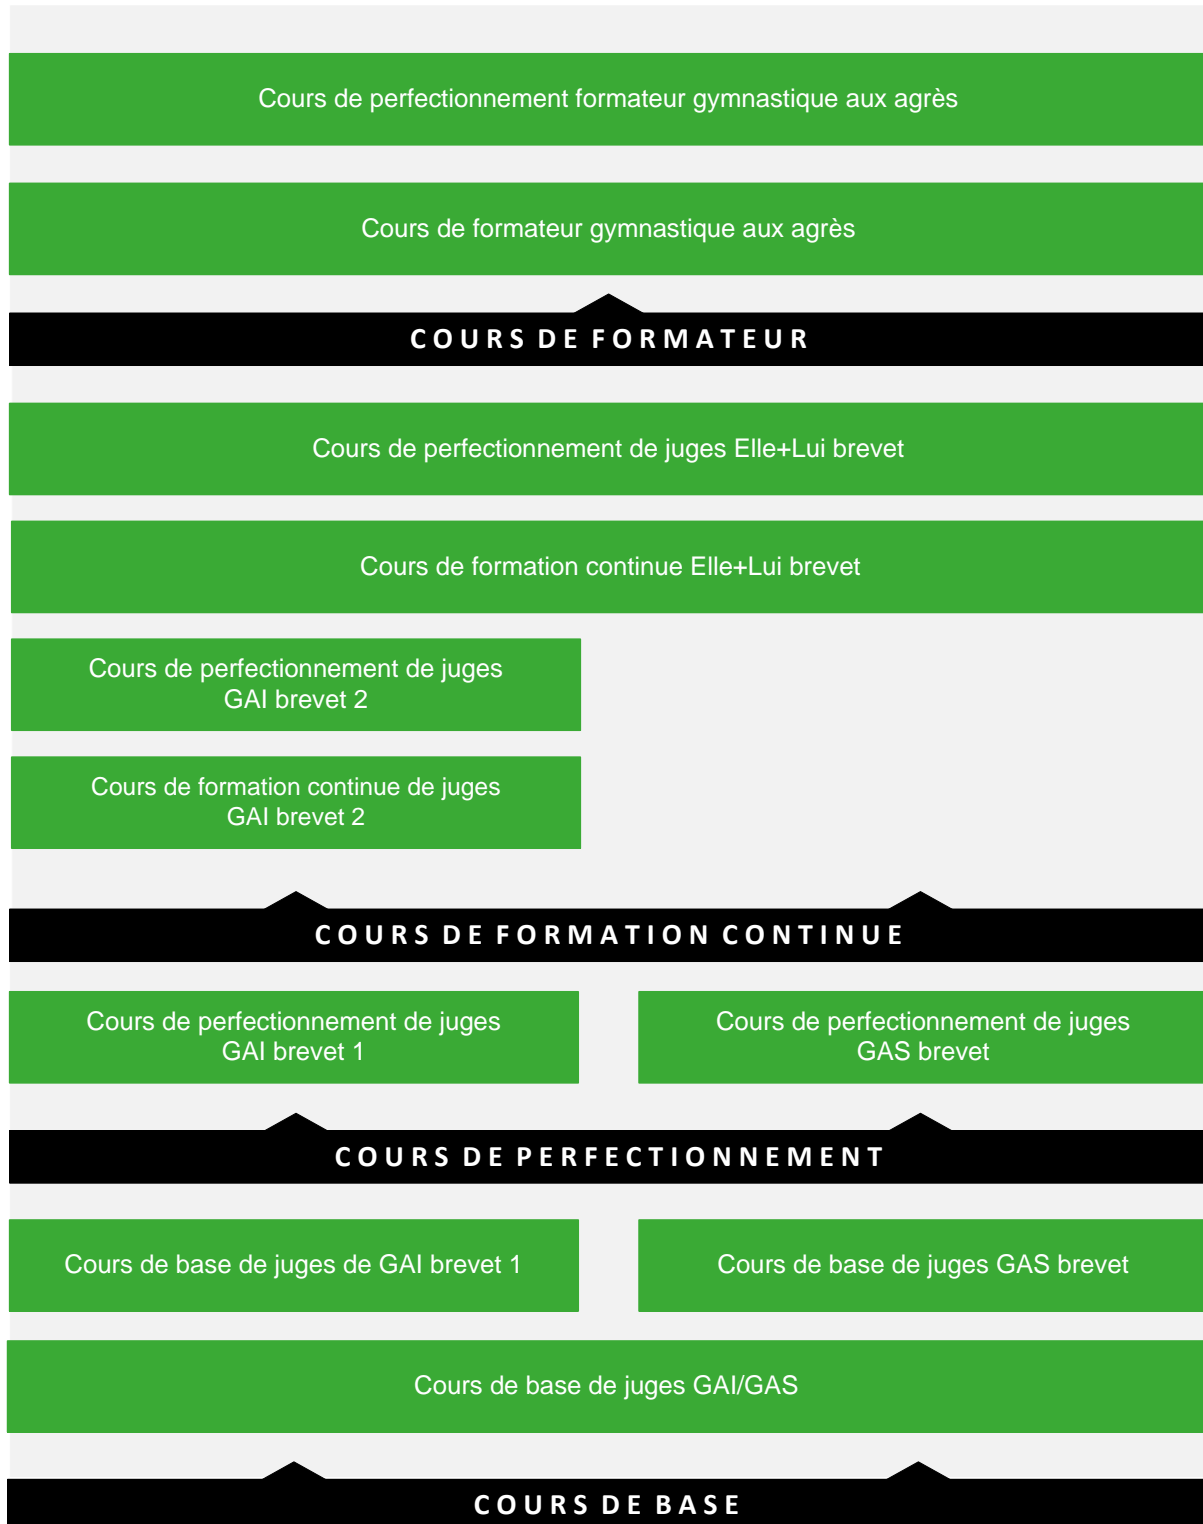 Cours de perfectionnement formateur gymnastique aux agrès
Cours de formateur gymnastique aux agrès
COURS DE FORMATEUR
Cours de perfectionnement de juges Elle+Lui brevet
Cours de formation continue Elle+Lui brevet
Cours de perfectionnement de juges
GAI brevet 2
Cours de formation continue de juges
GAI brevet 2
COURS DE FORMATION CONTINUE
Cours de perfectionnement de juges
GAI brevet 1
Cours de perfectionnement de juges
GAS brevet
COURS DE PERFECTIONNEMENT
Cours de base de juges de GAI brevet 1
Cours de base de juges GAS brevet
Cours de base de juges GAI/GAS
COURS DE BASE